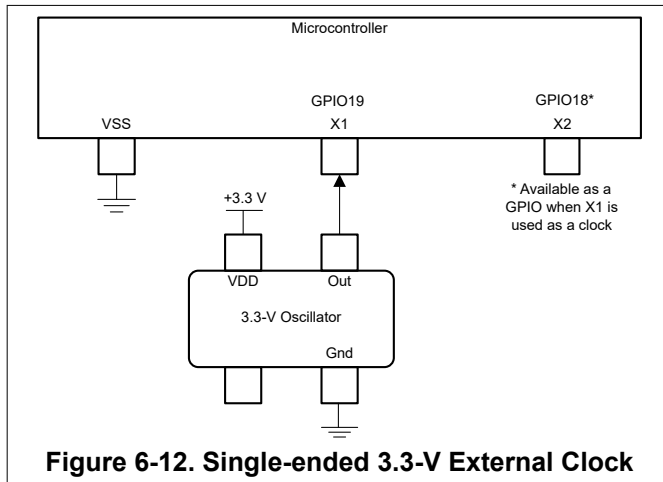 Microcontroller
GPIO19
GPIO18*
VSS
X1
X2
* Available as a
GPIO when X1 is
used as a clock
+3.3 V
VDD
Out
3.3-V Oscillator
Gnd
Figure 6-12. Single-ended 3.3-V External Clock